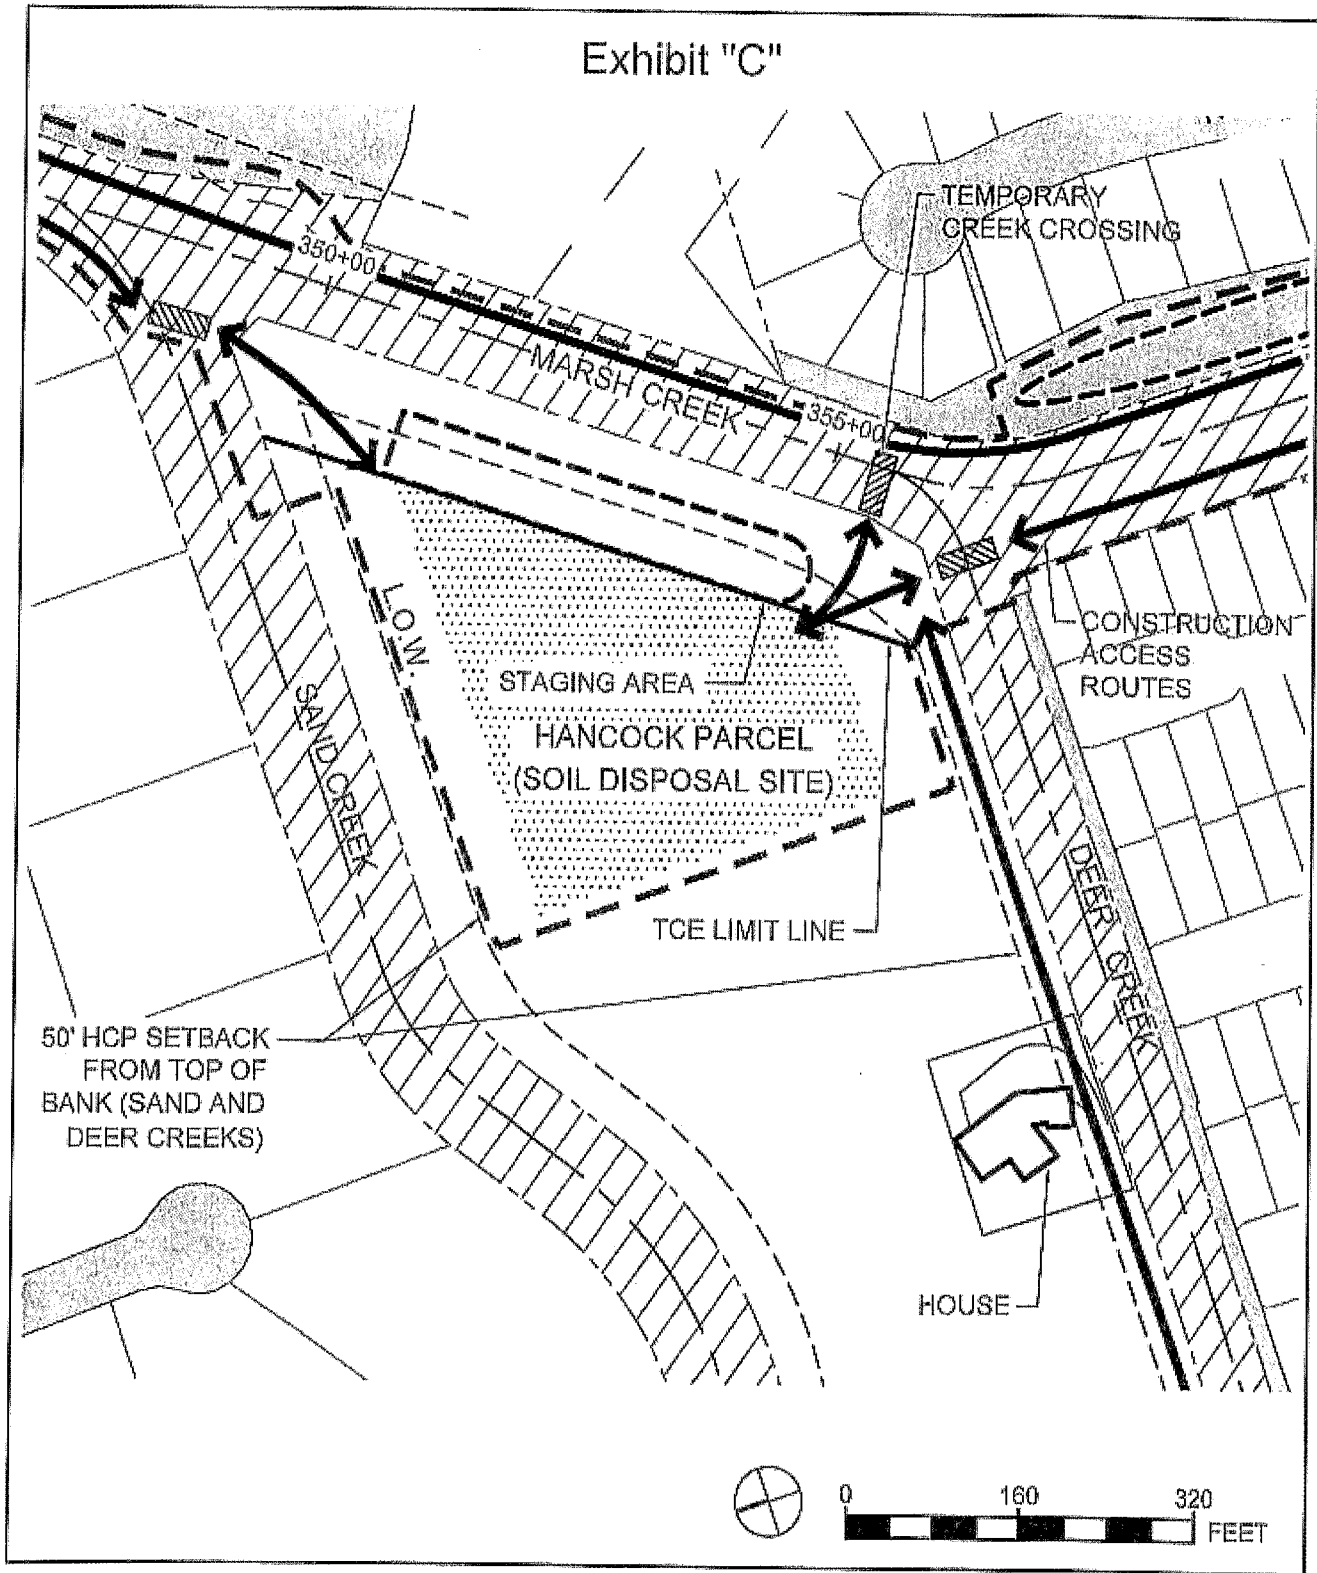 Exhibit "C"
TEMPORARY
CREEK CROSSING
350+00
MARSH CREEK
355+00
LOW
CONSTRUCTION
ACCESS
ROUTES
STAGING AREA
SAND CREEK
HANCOCK PARCEL
(SOIL DISPOSAL SITE)
DEER CREEK
TCE LIMIT LINE
50' HCP SETBACK
FROM TOP OF
BANK (SAND AND
DEER CREEKS)
HOUSE
0 160 320
FEET